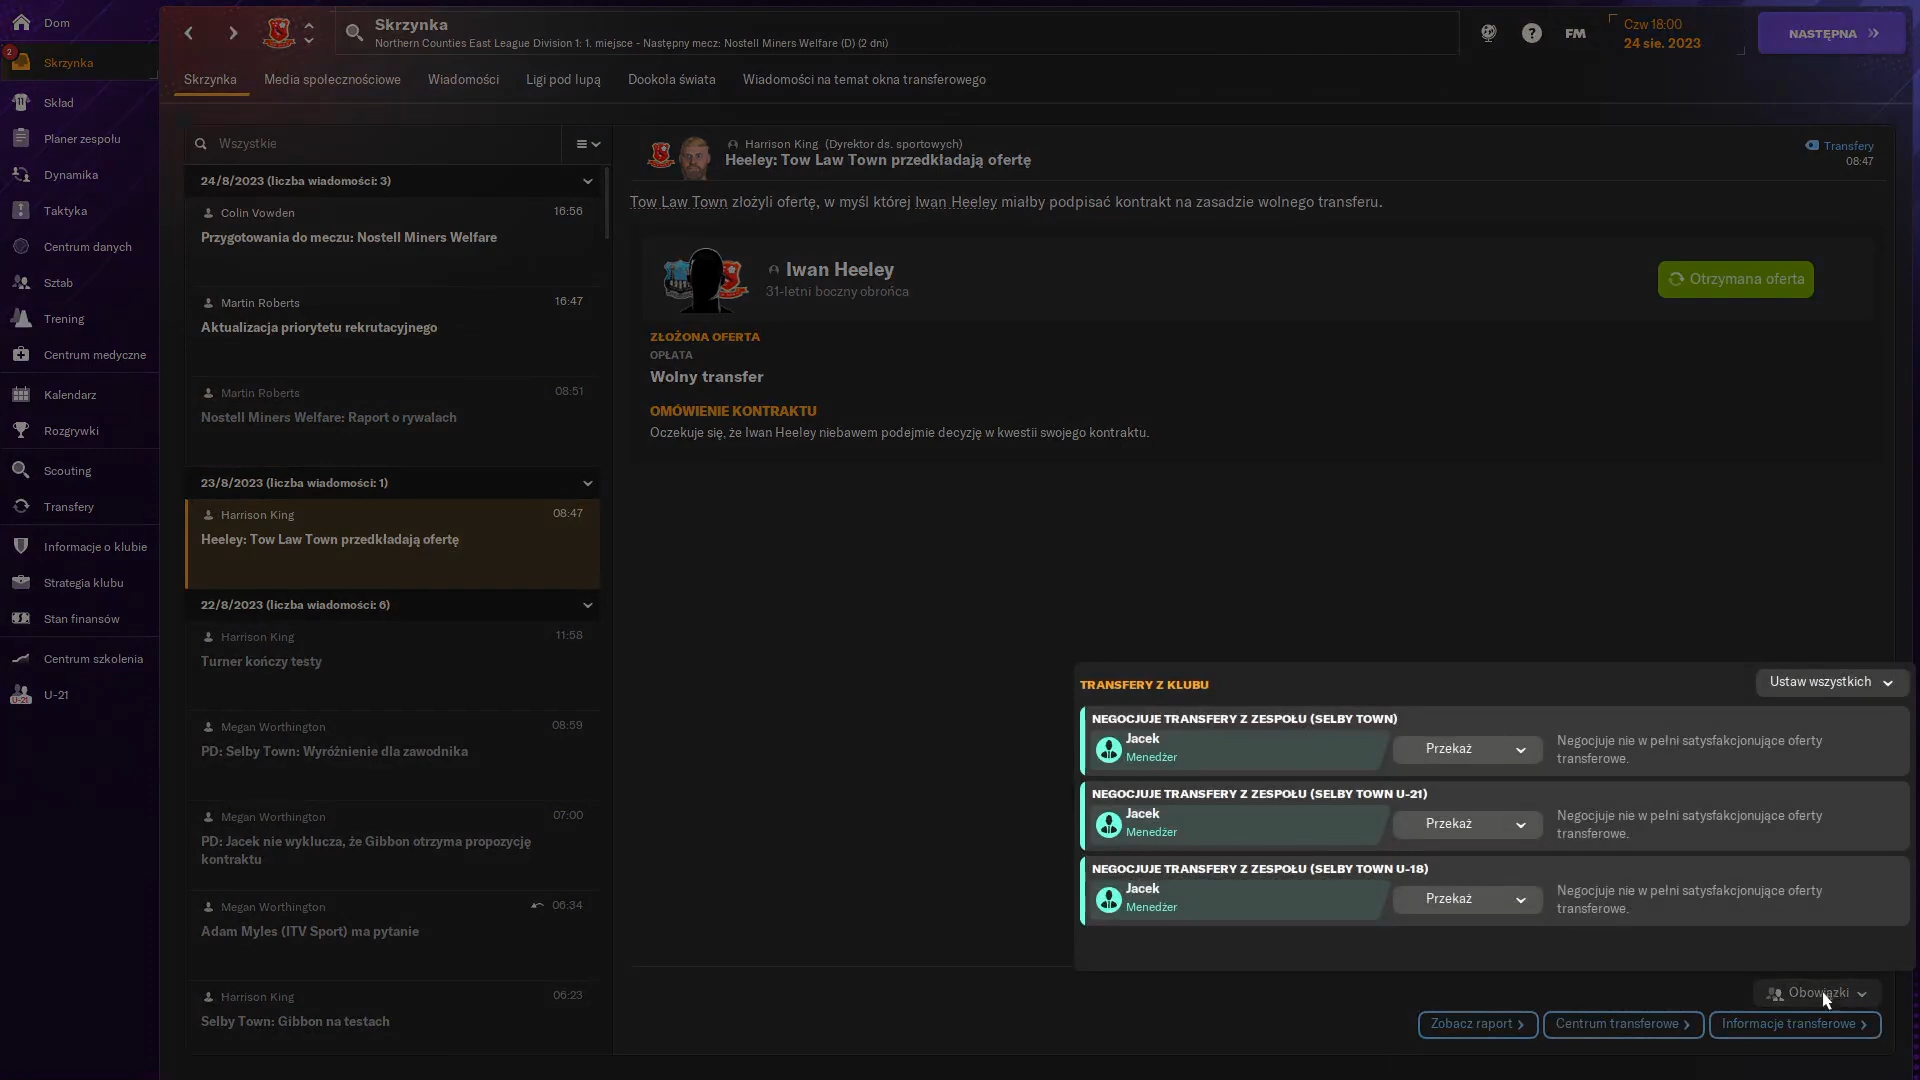 Dom
2
Skrzynka
Skład
Planer zespołu
Dynamika
Taktyka
Centrum danych
Sztab
Trening
Centrum medyczne
Kalendarz
Rozgrywki
Scouting
Transfery
Informacje o klubie
Strategia klubu
Stan finansów
Centrum szkolenia
U-21
Skrzynka
Northern Counties East League Division 1: 1. miejsce - Następny mecz: Nostell Miners Welfare (D) (2 dni)
?
FM
Czw 18:00
24 sie. 2023
NASTĘPNA
Skrzynka
Media społecznościowe
Wiadomości
Ligi pod lupą
Dookoła świata
Wiadomości na temat okna transferowego
Wszystkie
24/8/2023 (liczba wiadomości: 3)
Colin Vowden 16:56
Przygotowania do meczu: Nostell Miners Welfare
Martin Roberts 16:47
Aktualizacja priorytetu rekrutacyjnego
Martin Roberts 08:51
Nostell Miners Welfare: Raport o rywalach
23/8/2023 (liczba wiadomości: 1)
Harrison King 08:47
Heeley: Tow Law Town przedkładają ofertę
22/8/2023 (liczba wiadomości: 6)
Harrison King 11:58
Turner kończy testy
Megan Worthington 08:59
PD: Selby Town: Wyróżnienie dla zawodnika
Megan Worthington 07:00
PD: Jacek nie wyklucza, że Gibbon otrzyma propozycję
kontraktu
Megan Worthington 06:34
Adam Myles (ITV Sport) ma pytanie
Harrison King 06:23
Selby Town: Gibbon na testach
Harrison King (Dyrektor ds. sportowych)
Heeley: Tow Law Town przedkładają ofertę
Transfery
08:47
Tow Law Town złożyli ofertę, w myśl której Iwan Heeley miałby podpisać kontrakt na zasadzie wolnego transferu.
Iwan Heeley
31-letni boczny obrońca
Otrzymana oferta
ZŁOŻONA OFERTA
OPŁATA
Wolny transfer
OMÓWIENIE KONTRAKTU
Oczekuje się, że Iwan Heeley niebawem podejmie decyzję w kwestii swojego kontraktu.
TRANSFERY Z KLUBU
Ustaw wszystkich
NEGOCJUJE TRANSFERY Z ZESPOŁU (SELBY TOWN)
Jacek
Menedżer
Przekaż
Negocjuje nie w pełni satysfakcjonujące oferty
transferowe.
NEGOCJUJE TRANSFERY Z ZESPOŁU (SELBY TOWN U-21)
Jacek
Menedżer
Przekaż
Negocjuje nie w pełni satysfakcjonujące oferty
transferowe.
NEGOCJUJE TRANSFERY Z ZESPOŁU (SELBY TOWN U-18)
Jacek
Menedżer
Przekaż
Negocjuje nie w pełni satysfakcjonujące oferty
transferowe.
Obowiązki
Zobacz raport
Centrum transferowe
Informacje transferowe